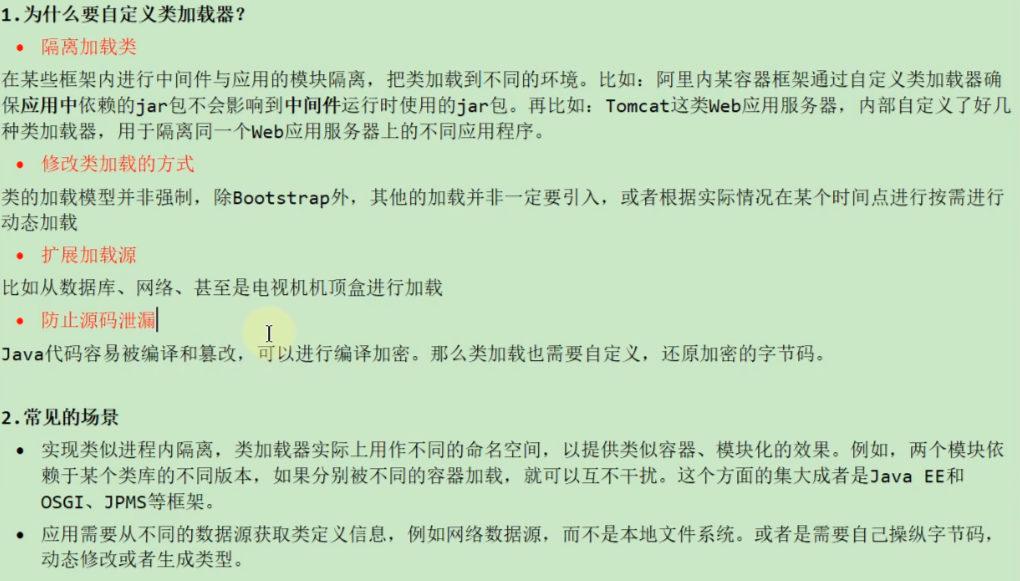 1.为什么要自定义类加载器？
• 隔离加载类
在某些框架内进行中间件与应用的模块隔离，把类加载到不同的环境。比如：阿里内某容器框架通过自定义类加载器确
保应用中依赖的jar包不会影响到中间件运行时使用的jar包。再比如：Tomcat这类Web应用服务器，内部自定义了好几
种类加载器，用于隔离同一个Web应用服务器上的不同应用程序。
• 修改类加载的方式
类的加载模型并非强制，除Bootstrap外，其他的加载并非一定要引入，或者根据实际情况在某个时间点进行按需进行
动态加载
• 扩展加载源
比如从数据库、网络、甚至是电视机机顶盒进行加载
• 防止源码泄漏
Java代码容易被编译和篡改，可以进行编译加密。那么类加载也需要自定义，还原加密的字节码。
2.常见的场景
• 实现类似进程内隔离，类加载器实际上用作不同的命名空间，以提供类似容器、模块化的效果。例如，两个模块依
赖于某个类库的不同版本，如果分别被不同的容器加载，就可以互不干扰。这个方面的集大成者是Java EE和
OSGI、JPMS等框架。
• 应用需要从不同的数据源获取类定义信息，例如网络数据源，而不是本地文件系统。或者是需要自己操纵字节码，
动态修改或者生成类型。